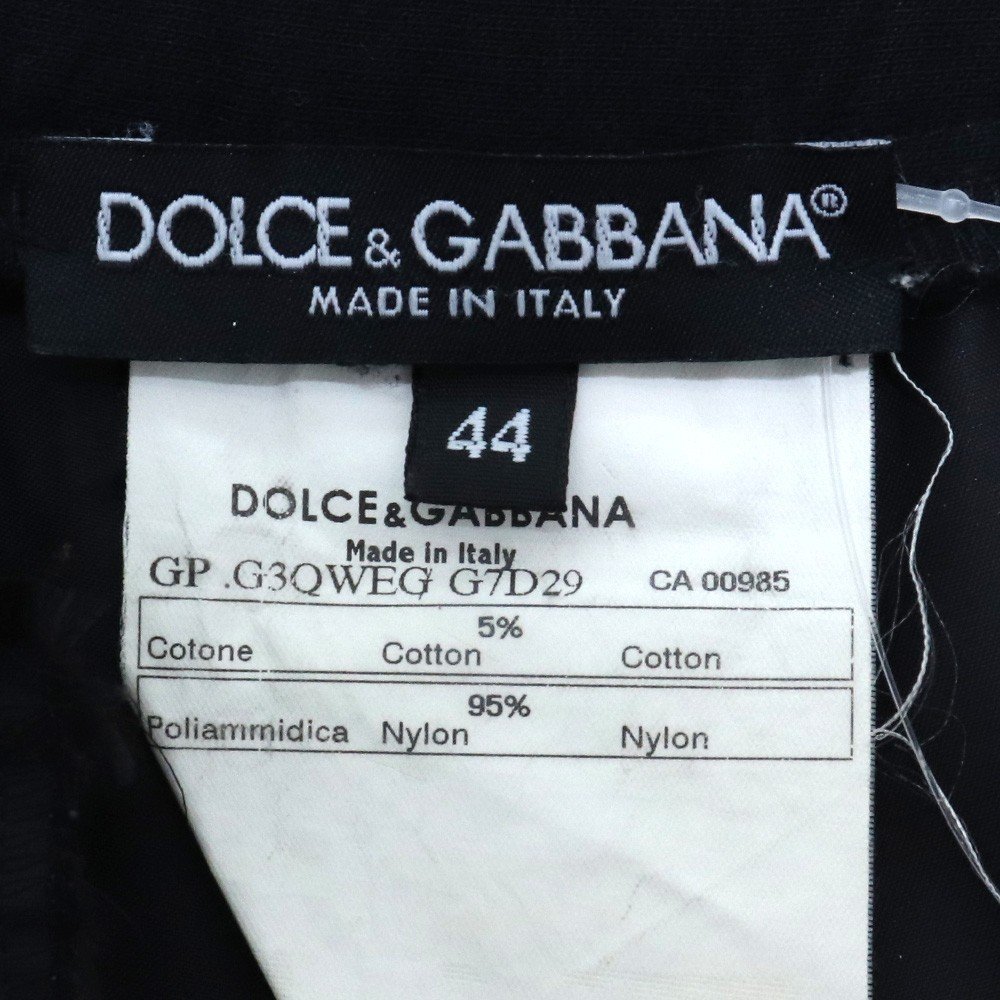 DOLCE & GABBANA®
MADE IN ITALY
44
DOLCE & GABBANA
Made in Italy
GP .G3QWEG G7D29 CA 00985
5%
Cotone Cotton Cotton
95%
Poliammidica Nylon Nylon